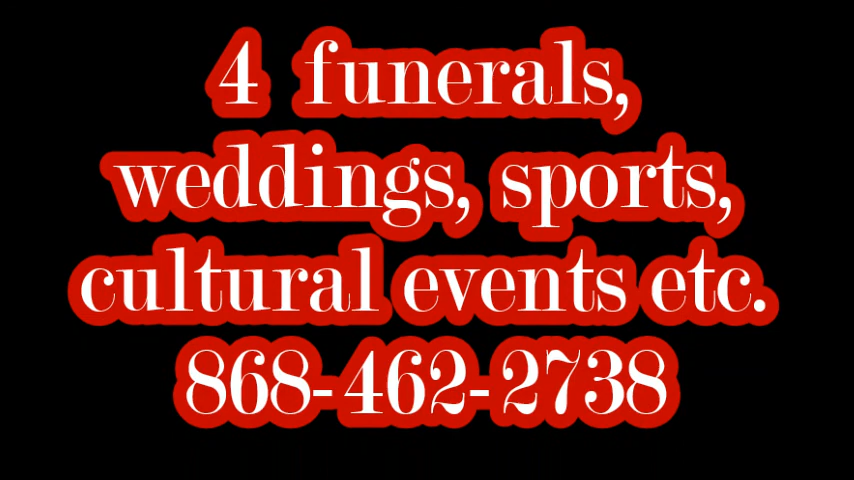 4 funerals,
weddings, sports,
cultural events etc.
868-462-2738